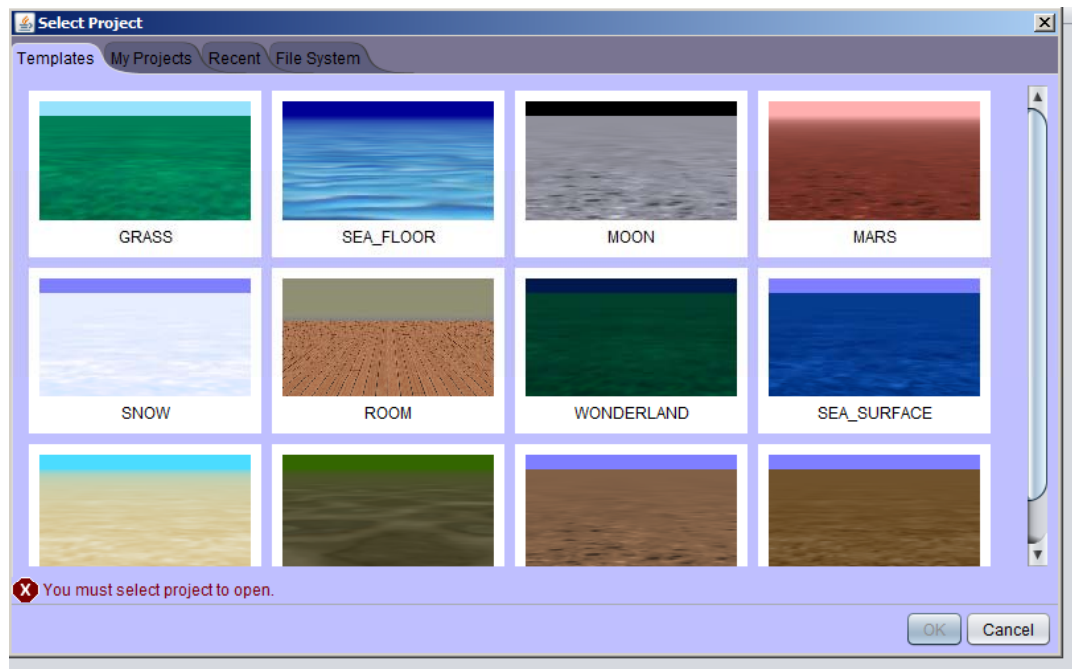 Select Project
Templates My Projects Recent File System
GRASS SEA_FLOOR MOON MARS
SNOW ROOM WONDERLAND SEA_SURFACE
X You must select project to open.
OK Cancel